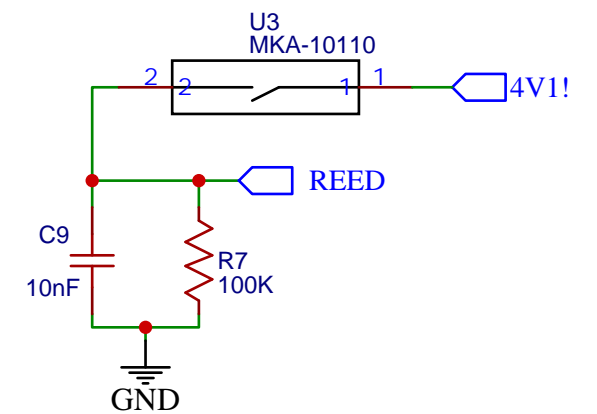 U3
MKA-10110
2 2 1 1
4V1!
REED
C9
10nF
R7
100K
GND